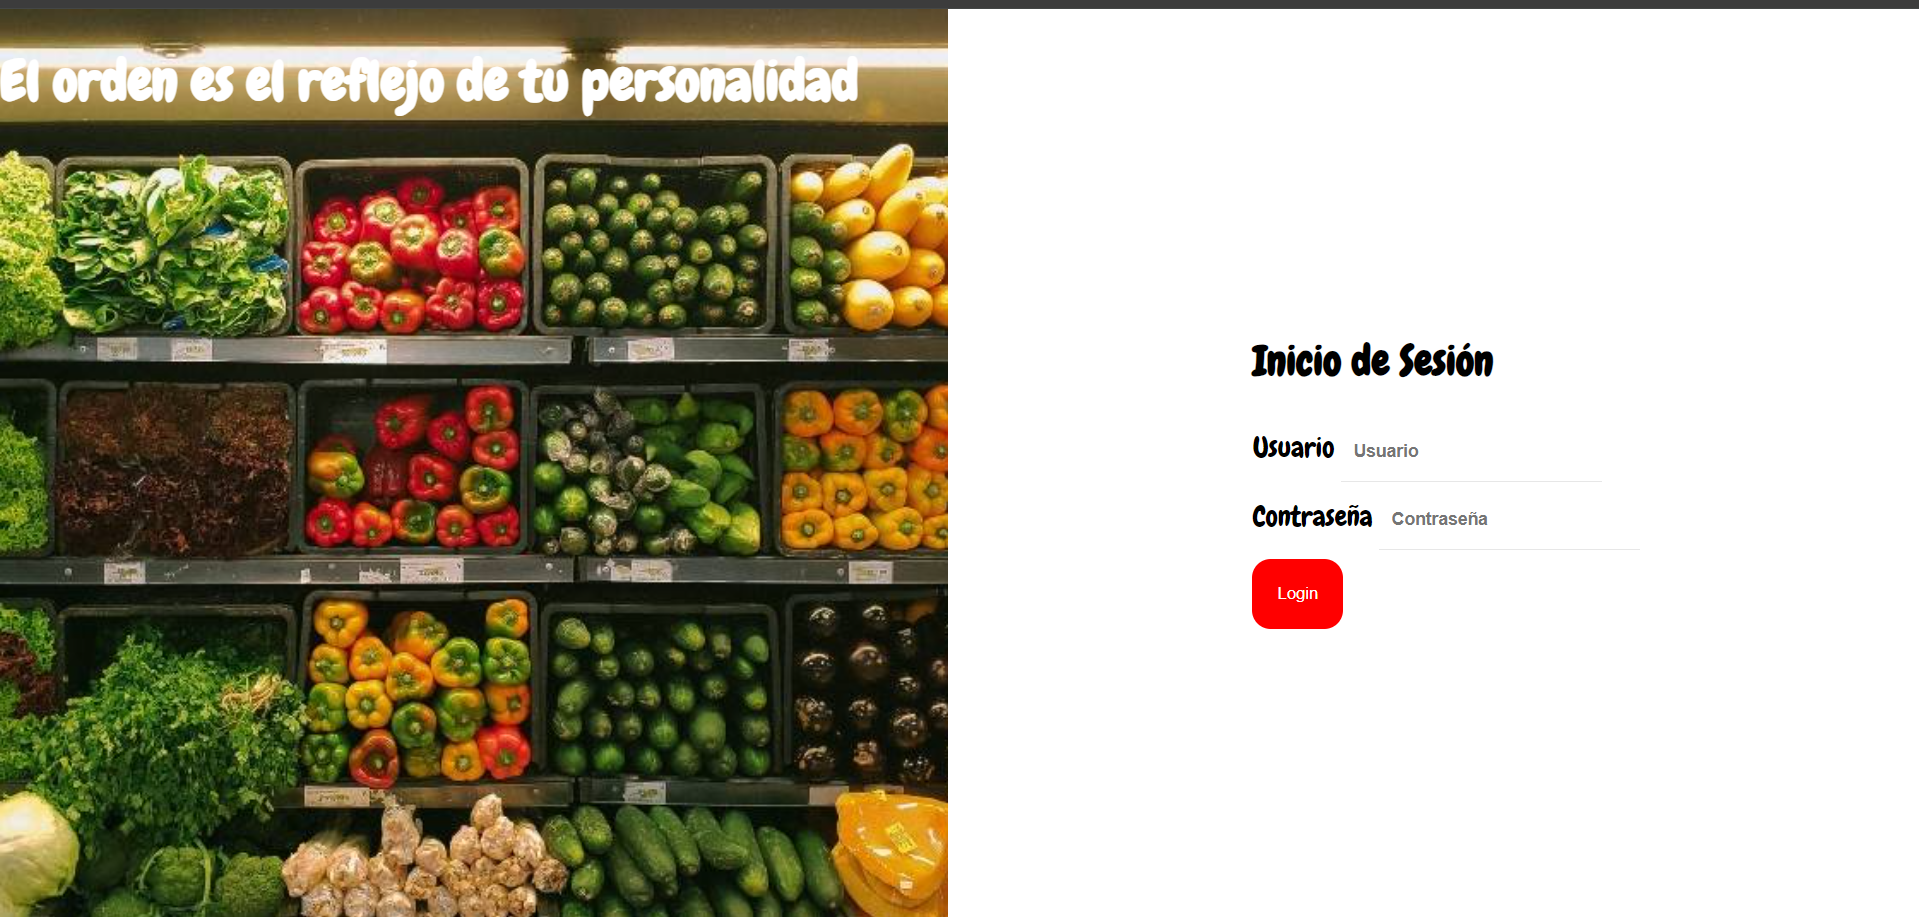 El orden es el reflejo de tu personalidad
Inicio de Sesión
Usuario Usuario
Contraseña Contraseña
Login